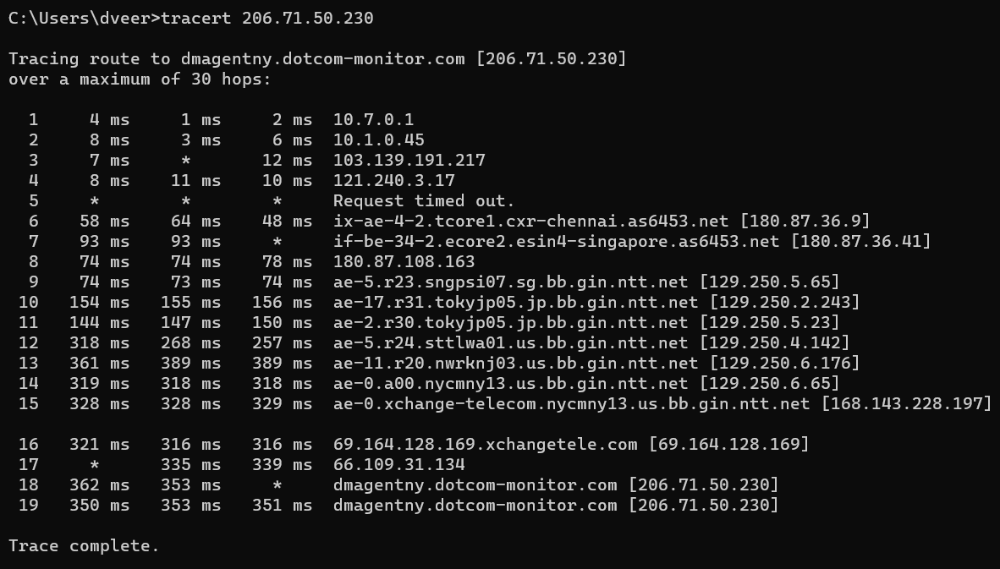 C:\Users\dveer>tracert 206.71.50.230
Tracing route to dmagentny.dotcom-monitor.com [206.71.50.230]
over a maximum of 30 hops:
1 4 ms 1 ms 2 ms 10.7.0.1
2 8 ms 3 ms 6 ms 10.1.0.45
3 7 ms * 12 ms 103.139.191.217
4 8 ms 11 ms 10 ms 121.240.3.17
5 * * * Request timed out.
6 58 ms 64 ms 48 ms ix-ae-4-2.tcore1.cxr-chennai.as6453.net [180.87.36.9]
7 93 ms 93 ms * if-be-34-2.ecore2.esin4-singapore.as6453.net [180.87.36.41]
8 74 ms 74 ms 78 ms 180.87.108.163
9 74 ms 73 ms 74 ms ae-5.r23.sngpsi07.sg.bb.gin.ntt.net [129.250.5.65]
10 154 ms 155 ms 156 ms ae-17.r31.tokyjp05.jp.bb.gin.ntt.net [129.250.2.243]
11 144 ms 147 ms 150 ms ae-2.r30.tokyjp05.jp.bb.gin.ntt.net [129.250.5.23]
12 318 ms 268 ms 257 ms ae-5.r24.sttlwa01.us.bb.gin.ntt.net [129.250.4.142]
13 361 ms 389 ms 389 ms ae-11.r20.nwrknj03.us.bb.gin.ntt.net [129.250.6.176]
14 319 ms 318 ms 318 ms ae-0.a00.nycmny13.us.bb.gin.ntt.net [129.250.6.65]
15 328 ms 328 ms 329 ms ae-0.xchange-telecom.nycmny13.us.bb.gin.ntt.net [168.143.228.197]
16 321 ms 316 ms 316 ms 69.164.128.169.xchangetele.com [69.164.128.169]
17 * 335 ms 339 ms 66.109.31.134
18 362 ms 353 ms * dmagentny.dotcom-monitor.com [206.71.50.230]
19 350 ms 353 ms 351 ms dmagentny.dotcom-monitor.com [206.71.50.230]
Trace complete.